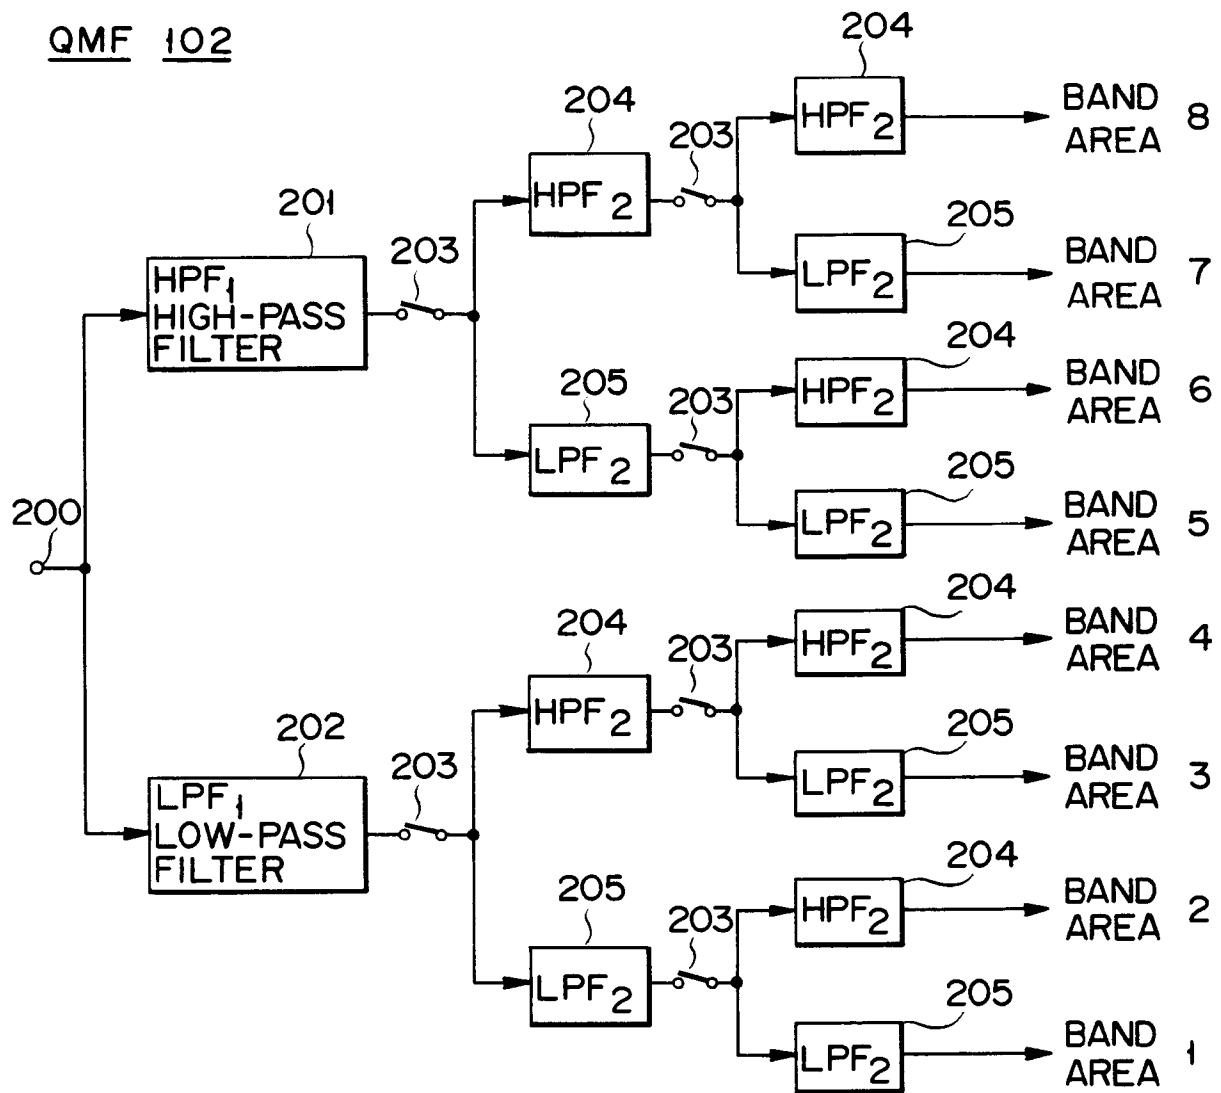 QMF 102
204
HPF2
BAND AREA 8
204
HPF2
203
205
LPF2
BAND AREA 7
201
HPF1
HIGH-PASS
FILTER
203
204
HPF2
BAND AREA 6
205
LPF2
203
205
LPF2
BAND AREA 5
200
204
HPF2
BAND AREA 4
204
HPF2
203
205
LPF2
BAND AREA 3
202
LPF1
LOW-PASS
FILTER
203
204
HPF2
BAND AREA 2
205
LPF2
203
205
LPF2
BAND AREA 1